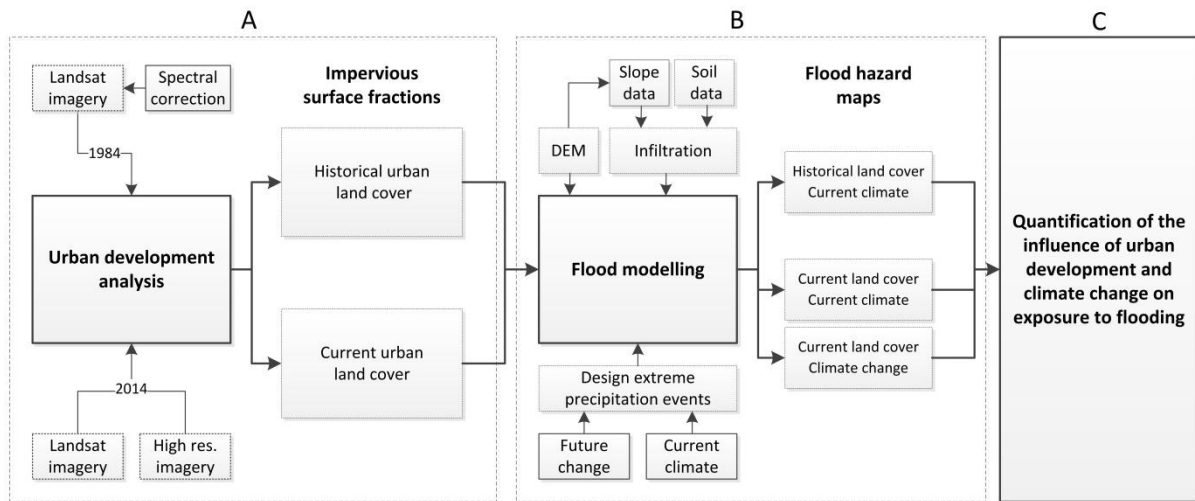 A
Landsat
imagery
Spectral
correction
Impervious
surface fractions
1984
Historical urban
land cover
Urban development
analysis
Current urban
land cover
2014
Landsat
imagery
High res.
imagery
B
Slope
data
Soil
data
Flood hazard
maps
DEM
Infiltration
Historical land cover
Current climate
Flood modelling
Current land cover
Current climate
Current land cover
Climate change
Design extreme
precipitation events
Future
change
Current
climate
C
Quantification of the
influence of urban
development and
climate change on
exposure to flooding